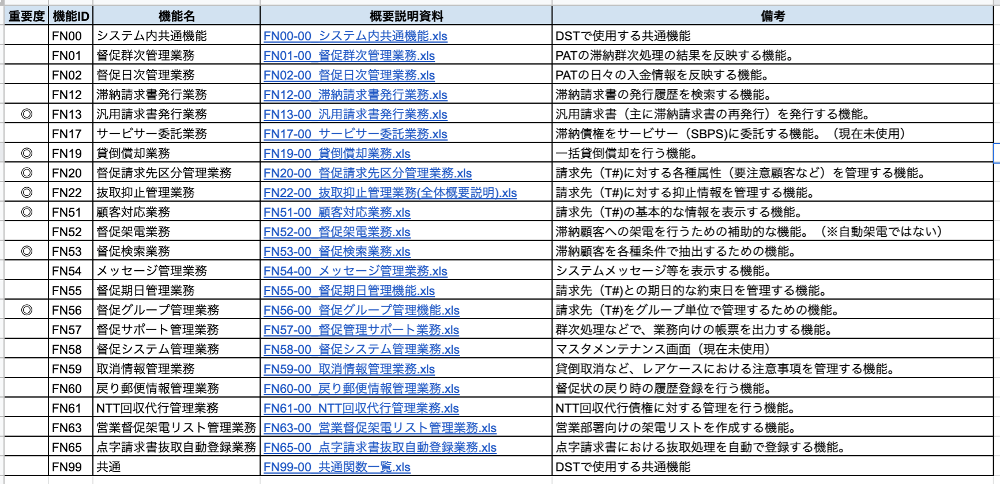 重要度 機能ID 機能名 概要説明資料 備考
FN00 システム内共通機能 FN00-00_システム内共通機能.xls DSTで使用する共通機能
FN01 督促群次管理業務 FN01-00_督促群次管理業務.xls PATの滞納群次処理の結果を反映する機能。
FN02 督促日次管理業務 FN02-00_督促日次管理業務.xls PATの日々の入金情報を反映する機能。
FN12 滞納請求書発行業務 FN12-00_滞納請求書発行業務.xls 滞納請求書の発行履歴を検索する機能。
◎ FN13 汎用請求書発行業務 FN13-00_汎用請求書発行業務.xls 汎用請求書（主に滞納請求書の再発行）を発行する機能。
FN17 サービサー委託業務 FN17-00_サービサー委託業務.xls 滞納債権をサービサー（SBPS)に委託する機能。（現在未使用）
◎ FN19 貸倒償却業務 FN19-00_貸倒償却業務.xls 一括貸倒償却を行う機能。
◎ FN20 督促請求先区分管理業務 FN20-00_督促請求先区分管理業務.xls 請求先（T#)に対する各種属性（要注意顧客など）を管理する機能。
◎ FN22 抜取抑止管理業務 FN22-00_抜取抑止管理業務(全体概要説明).xls 請求先（T#)に対する抑止情報を管理する機能。
◎ FN51 顧客対応業務 FN51-00_顧客対応業務.xls 請求先（T#)の基本的な情報を表示する機能。
FN52 督促架電業務 FN52-00_督促架電業務.xls 滞納顧客への架電を行うための補助的な機能。（※自動架電ではない）
◎ FN53 督促検索業務 FN53-00_督促検索業務.xls 滞納顧客を各種条件で抽出するための機能。
FN54 メッセージ管理業務 FN54-00_メッセージ管理業務.xls システムメッセージ等を表示する機能。
FN55 督促期日管理業務 FN55-00_督促期日管理機能.xls 請求先（T#)との期日的な約束日を管理する機能。
◎ FN56 督促グループ管理業務 FN56-00_督促グループ管理機能.xls 請求先（T#)をグループ単位で管理するための機能。
FN57 督促サポート管理業務 FN57-00_督促管理サポート業務.xls 群次処理などで、業務向けの帳票を出力する機能。
FN58 督促システム管理業務 FN58-00_督促システム管理業務.xls マスタメンテナンス画面（現在未使用）
FN59 取消情報管理業務 FN59-00_取消情報管理業務.xls 貸倒取消など、レアケースにおける注意事項を管理する機能。
FN60 戻り郵便情報管理業務 FN60-00_戻り郵便情報管理業務.xls 督促状の戻り時の履歴登録を行う機能。
FN61 NTT回収代行管理業務 FN61-00_NTT回収代行管理業務.xls NTT回収代行債権に対する管理を行う機能。
FN63 営業督促架電リスト管理業務 FN63-00_営業督促架電リスト管理業務.xls 営業部署向けの架電リストを作成する機能。
FN65 点字請求書抜取自動登録業務 FN65-00_点字請求書抜取自動登録業務.xls 点字請求書における抜取処理を自動で登録する機能。
FN99 共通 FN99-00_共通関数一覧.xls DSTで使用する共通機能